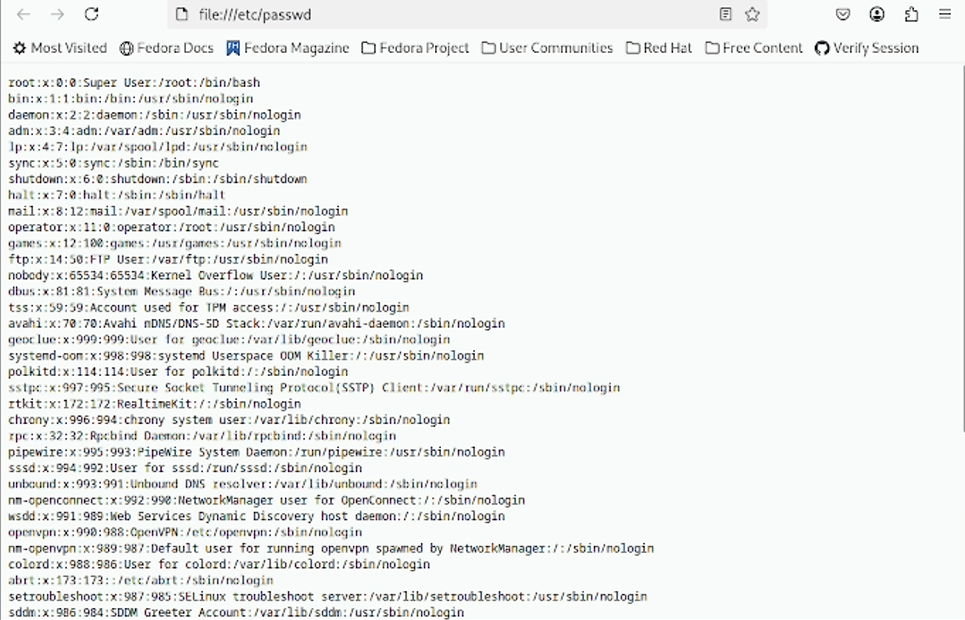 file:///etc/passwd
Most Visited Fedora Docs Fedora Magazine Fedora Project User Communities Red Hat Free Content Verify Session
root:x:0:0:Super User:/root:/bin/bash
bin:x:1:1:bin:/bin:/usr/sbin/nologin
daemon:x:2:2:daemon:/sbin:/usr/sbin/nologin
adm:x:3:4:adm:/var/adm:/usr/sbin/nologin
lp:x:4:7:lp:/var/spool/lpd:/usr/sbin/nologin
sync:x:5:0:sync:/sbin:/bin/sync
shutdown:x:6:0:shutdown:/sbin:/sbin/shutdown
halt:x:7:0:halt:/sbin:/sbin/halt
mail:x:8:12:mail:/var/spool/mail:/usr/sbin/nologin
operator:x:11:0:operator:/root:/usr/sbin/nologin
games:x:12:100:games:/usr/games:/usr/sbin/nologin
ftp:x:14:50:FTP User:/var/ftp:/usr/sbin/nologin
nobody:x:65534:65534:Kernel Overflow User:/:/usr/sbin/nologin
dbus:x:81:81:System Message Bus:/:/usr/sbin/nologin
tss:x:59:59:Account used for TPM access:/:/usr/sbin/nologin
avahi:x:70:70:Avahi mDNS/DNS-SD Stack:/var/run/avahi-daemon:/sbin/nologin
geoclue:x:999:999:User for geoclue:/var/lib/geoclue:/sbin/nologin
systemd-oom:x:998:998:systemd Userspace OOM Killer:/:/usr/sbin/nologin
polkitd:x:114:114:User for polkitd:/:/sbin/nologin
sstpc:x:997:995:Secure Socket Tunneling Protocol(SSTP) Client:/var/run/sstpc:/sbin/nologin
rtkit:x:172:172:RealtimeKit:/:/sbin/nologin
chrony:x:996:994:chrony system user:/var/lib/chrony:/sbin/nologin
rpc:x:32:32:Rpcbind Daemon:/var/lib/rpcbind:/sbin/nologin
pipewire:x:995:993:PipeWire System Daemon:/run/pipewire:/usr/sbin/nologin
sssd:x:994:992:User for sssd:/run/sssd:/sbin/nologin
unbound:x:993:991:Unbound DNS resolver:/var/lib/unbound:/sbin/nologin
nm-openconnect:x:992:990:NetworkManager user for OpenConnect:/:/sbin/nologin
wsdd:x:991:989:Web Services Dynamic Discovery host daemon:/:/sbin/nologin
openvpn:x:990:988:OpenVPN:/etc/openvpn:/sbin/nologin
nm-openvpn:x:989:987:Default user for running openvpn spawned by NetworkManager:/:/sbin/nologin
colord:x:988:986:User for colord:/var/lib/colord:/sbin/nologin
abrt:x:173:173::/etc/abrt:/sbin/nologin
setroubleshoot:x:987:985:SELinux troubleshoot server:/var/lib/setroubleshoot:/usr/sbin/nologin
sddm:x:986:984:SDDM Greeter Account:/var/lib/sddm:/usr/sbin/nologin